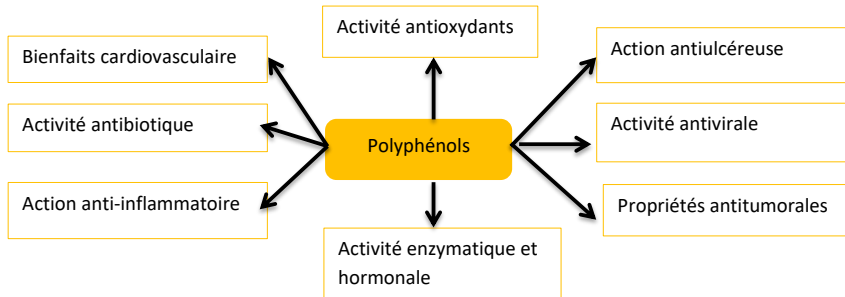 Activité antioxydants
Bienfaits cardiovasculaire
Action antiulcéreuse
Activité antibiotique
Activité antivirale
Polyphénols
Action anti-inflammatoire
Propriétés antitumorales
Activité enzymatique et
hormonale